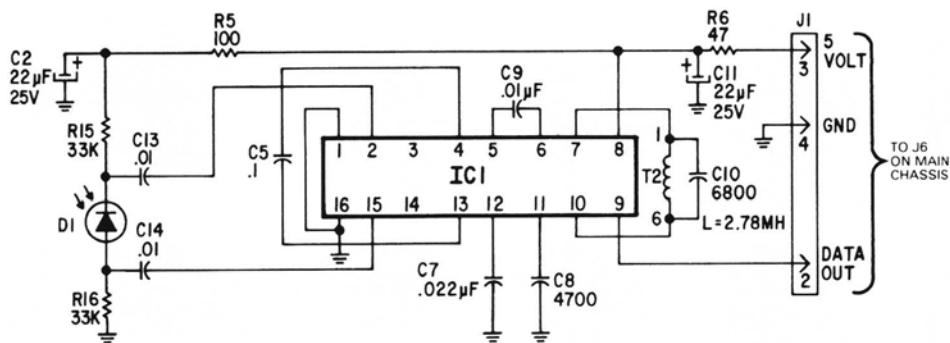 R5
100
R6
47
J1
C2
22µF
25V
+
5
VOLT
3
C9
.01µF
+
C11
22µF
25V
R15
33K
C13
.01
C5
.1
GND
4
TO J6
ON MAIN
CHASSIS
1 2 3 4 5 6 7 8
IC1
16 15 14 13 12 11 10 9
1
T2
6
C10
6800
L=2.78MH
D1
C14
.01
R16
33K
C7
.022µF
C8
4700
DATA
OUT
2